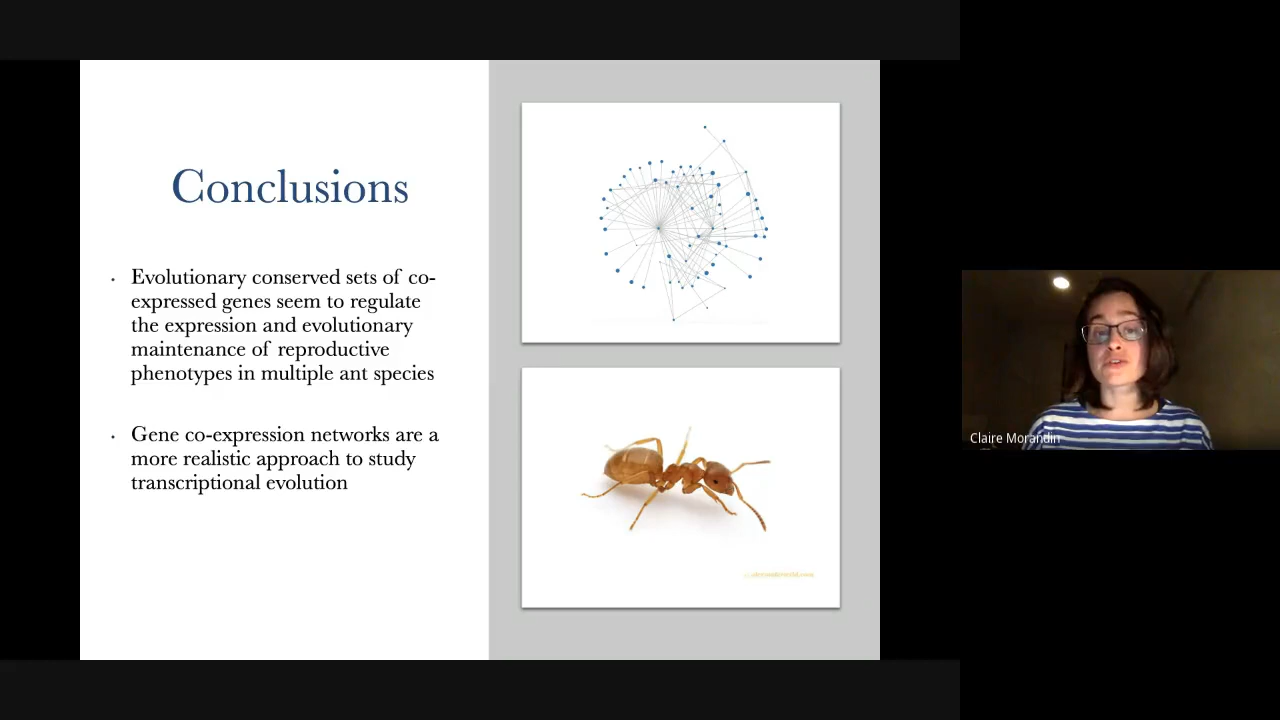 Conclusions
• Evolutionary conserved sets of co-
expressed genes seem to regulate
the expression and evolutionary
maintenance of reproductive
phenotypes in multiple ant species
• Gene co-expression networks are a
more realistic approach to study
transcriptional evolution
Claire Morandin